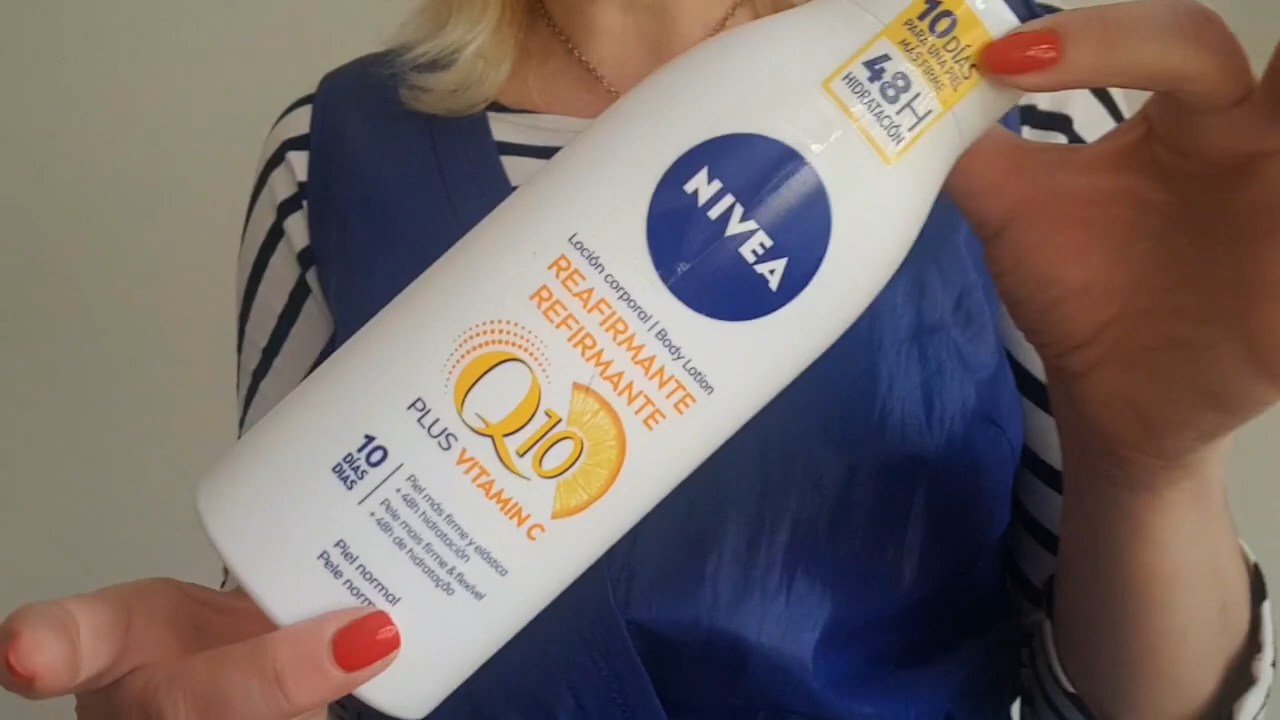 10 DÍAS
PARA UNA PIEL
MÁS FIRME
48H
HIDRATACIÓN
NIVEA
Loción corporal | Body Lotion
REAFIRMANTE
REFIRMANTE
Q10
PLUS VITAMIN C
10
DÍAS
DIAS
Piel más firme y elástica
+ 48h hidratación
Pele mais firme & flexível
+ 48h de hidratação
Piel normal
Pele